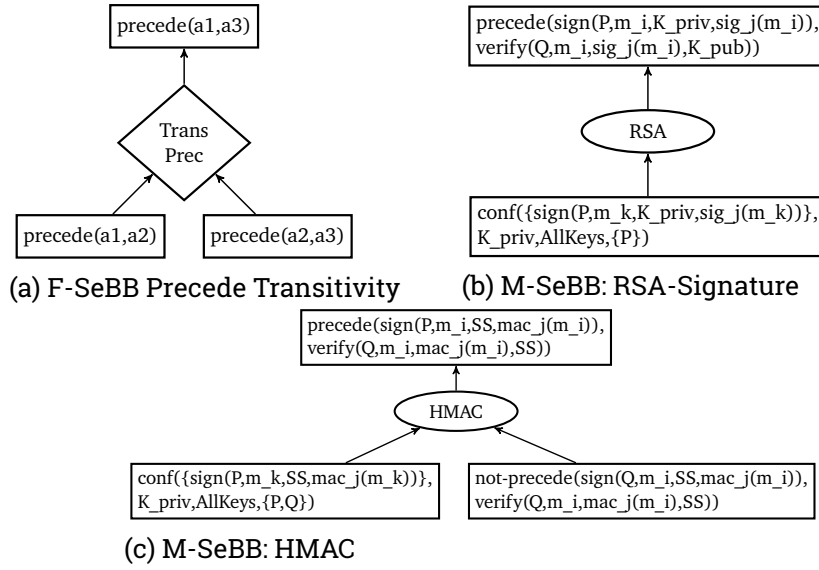 precede(a1,a3)
Trans
Prec
precede(a1,a2)
precede(a2,a3)
(a) F-SeBB Precede Transitivity
precede(sign(P,m_i,K_priv,sig_j(m_i)),
verify(Q,m_i,sig_j(m_i),K_pub))
RSA
conf({sign(P,m_k,K_priv,sig_j(m_k))},
K_priv,AllKeys,{P})
(b) M-SeBB: RSA-Signature
precede(sign(P,m_i,SS,mac_j(m_i)),
verify(Q,m_i,mac_j(m_i),SS))
HMAC
conf({sign(P,m_k,SS,mac_j(m_k))},
K_priv,AllKeys,{P,Q})
not-precede(sign(Q,m_i,SS,mac_j(m_i)),
verify(Q,m_i,mac_j(m_i),SS))
(c) M-SeBB: HMAC